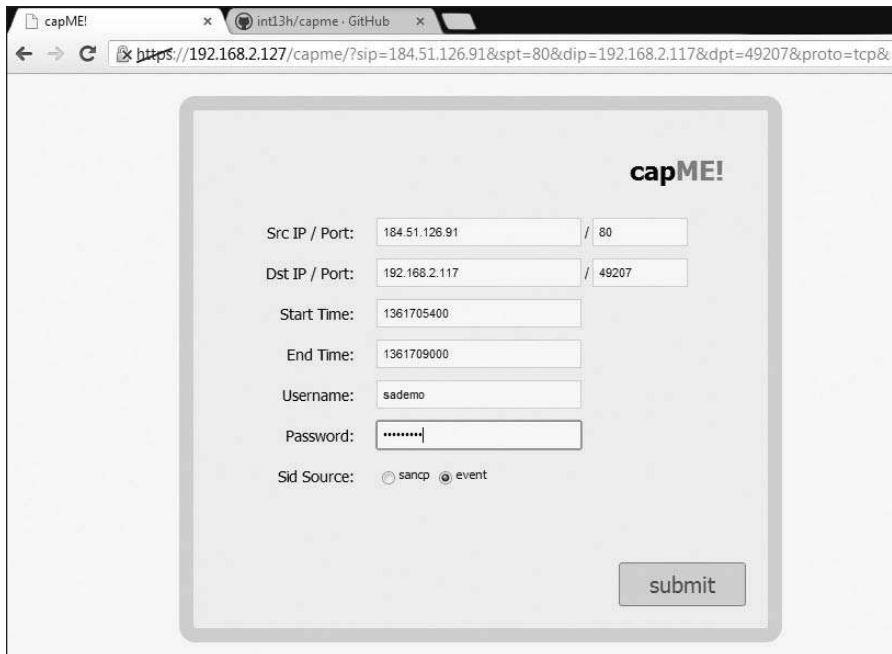 capME!
int13h/capme · GitHub
https://192.168.2.127/capme/?sip=184.51.126.91&spt=80&dip=192.168.2.117&dpt=49207&proto=tcp&
capME!
Src IP / Port: 184.51.126.91 / 80
Dst IP / Port: 192.168.2.117 / 49207
Start Time: 1361705400
End Time: 1361709000
Username: sademo
Password: •••••••••
Sid Source: sancp event
submit